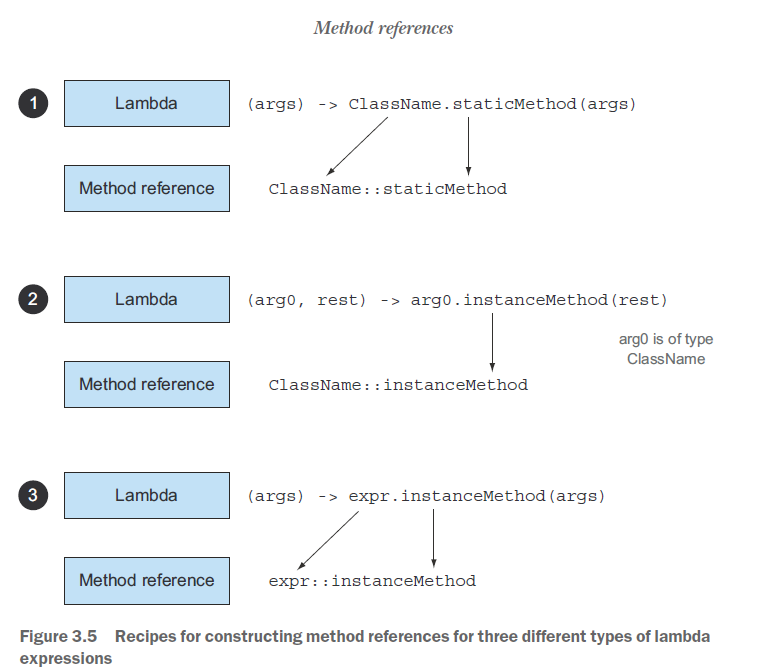 Method references
1 Lambda (args) -> ClassName.staticMethod(args)
Method reference ClassName::staticMethod
2 Lambda (arg0, rest) -> arg0.instanceMethod(rest)
arg0 is of type
ClassName
Method reference ClassName::instanceMethod
3 Lambda (args) -> expr.instanceMethod(args)
Method reference expr::instanceMethod
Figure 3.5 Recipes for constructing method references for three different types of lambda
expressions